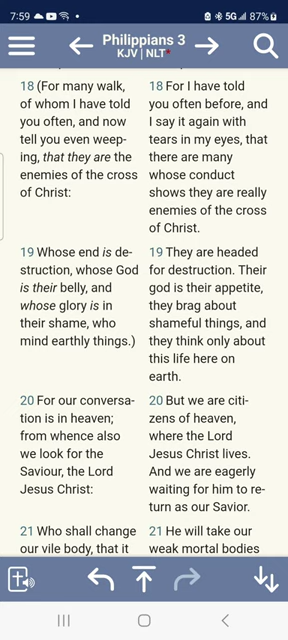 7:59
5G 87%
Philippians 3
KJV | NLT*
18 (For many walk,
of whom I have told
you often, and now
tell you even weep-
ing, that they are the
enemies of the cross
of Christ:
18 For I have told
you often before, and
I say it again with
tears in my eyes, that
there are many
whose conduct
shows they are really
enemies of the cross
of Christ.
19 Whose end is de-
struction, whose God
is their belly, and
whose glory is in
their shame, who
mind earthly things.)
19 They are headed
for destruction. Their
god is their appetite,
they brag about
shameful things, and
they think only about
this life here on
earth.
20 For our conversa-
tion is in heaven;
from whence also
we look for the
Saviour, the Lord
Jesus Christ:
20 But we are citi-
zens of heaven,
where the Lord
Jesus Christ lives.
And we are eagerly
waiting for him to re-
turn as our Savior.
21 Who shall change
our vile body, that it
21 He will take our
weak mortal bodies